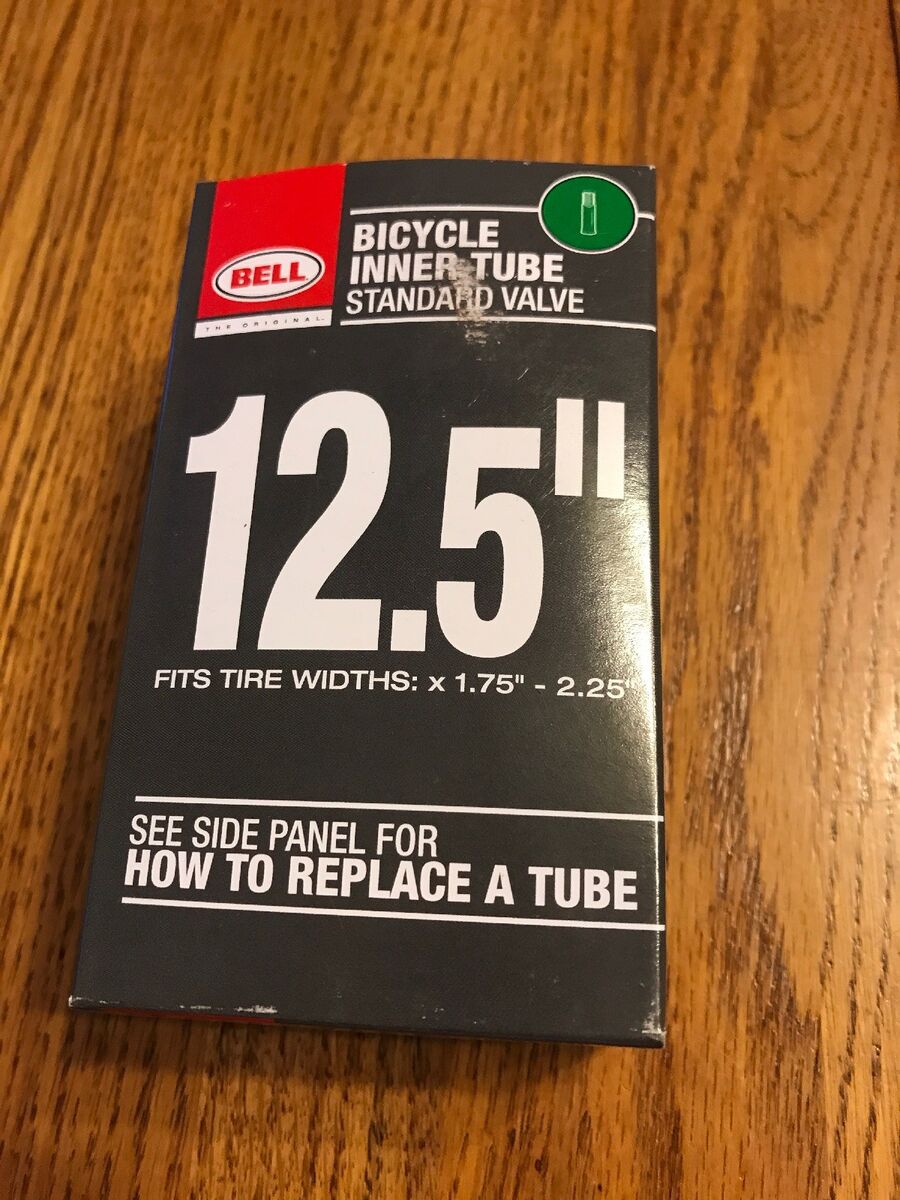 BELL
THE ORIGINAL.
BICYCLE
INNER TUBE
STANDARD VALVE
12.5"
FITS TIRE WIDTHS: x 1.75" - 2.25"
SEE SIDE PANEL FOR
HOW TO REPLACE A TUBE